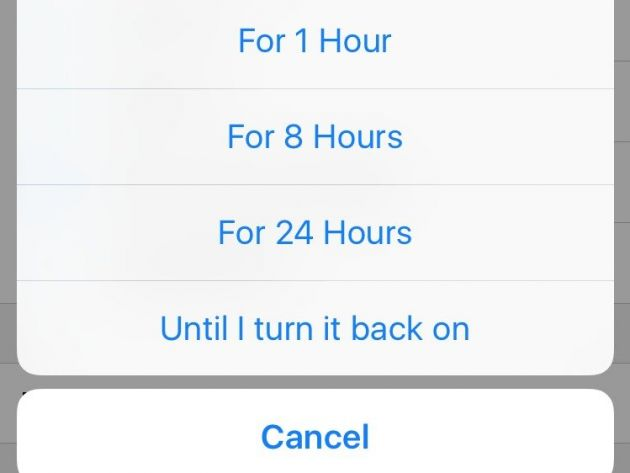 For 1 Hour
For 8 Hours
For 24 Hours
Until I turn it back on
Cancel